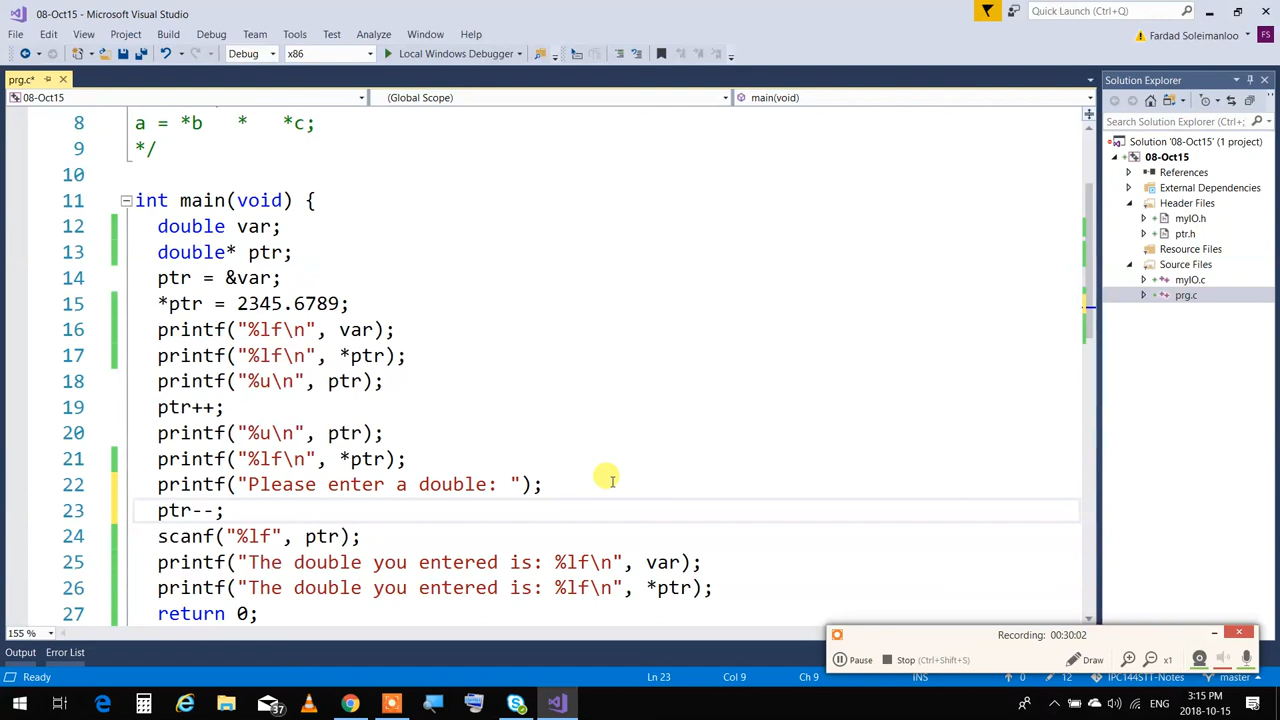 08-Oct15 - Microsoft Visual Studio
Quick Launch (Ctrl+Q)
File Edit View Project Build Debug Team Tools Test Analyze Window Help
Fardad Soleimanloo
FS
Debug x86 Local Windows Debugger
prg.c*
08-Oct15 (Global Scope) main(void)
8 a = *b * *c;
9 */
10
11 int main(void) {
12 double var;
13 double* ptr;
14 ptr = &var;
15 *ptr = 2345.6789;
16 printf("%lf\n", var);
17 printf("%lf\n", *ptr);
18 printf("%u\n", ptr);
19 ptr++;
20 printf("%u\n", ptr);
21 printf("%lf\n", *ptr);
22 printf("Please enter a double: ");
23 ptr--;
24 scanf("%lf", ptr);
25 printf("The double you entered is: %lf\n", var);
26 printf("The double you entered is: %lf\n", *ptr);
27 return 0;
155 %
Solution Explorer
Search Solution Explorer (Ctrl+;
Solution '08-Oct15' (1 project)
08-Oct15
References
External Dependencies
Header Files
myIO.h
ptr.h
Resource Files
Source Files
myIO.c
prg.c
Recording: 00:30:02
Pause Stop (Ctrl+Shift+S) Draw x1
Output Error List
Ready Ln 23 Col 9 Ch 9 INS 0 12 IPC144STT-Notes master
37
ENG
3:15 PM
2018-10-15